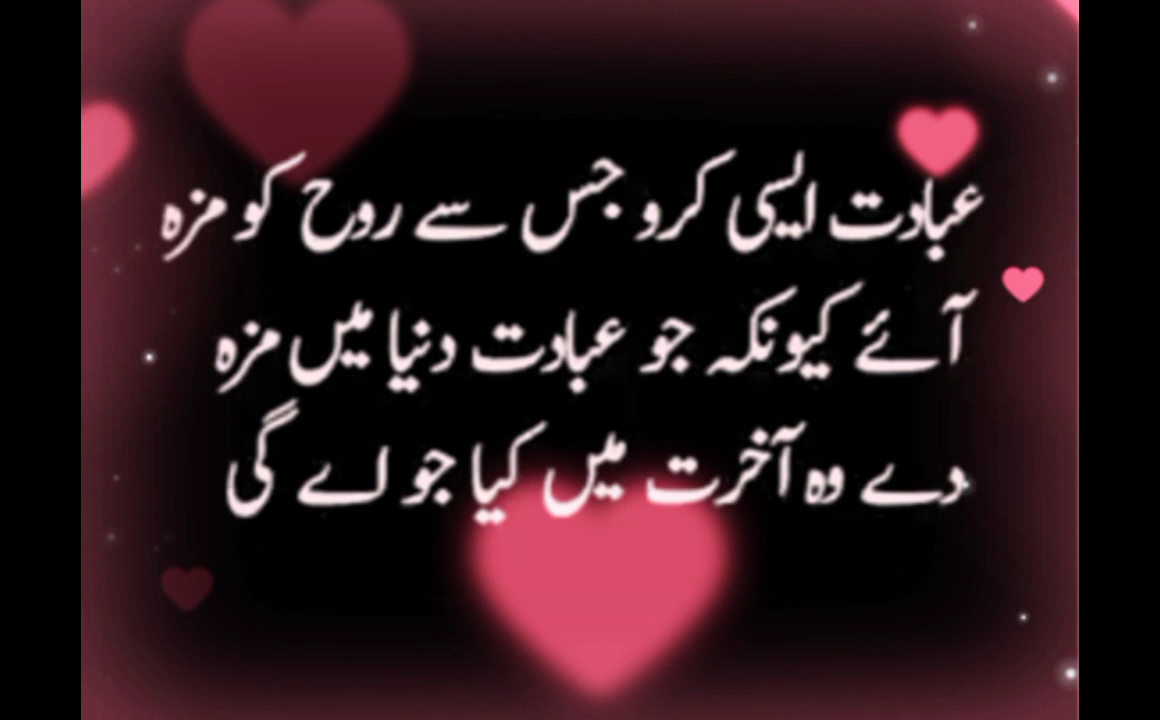 عبادت ایسی کرو جس سے روح کو مزہ
آئے کیونکہ جو عبادت دنیا میں مزہ
دے وہ آخرت میں کیا جو اے گی